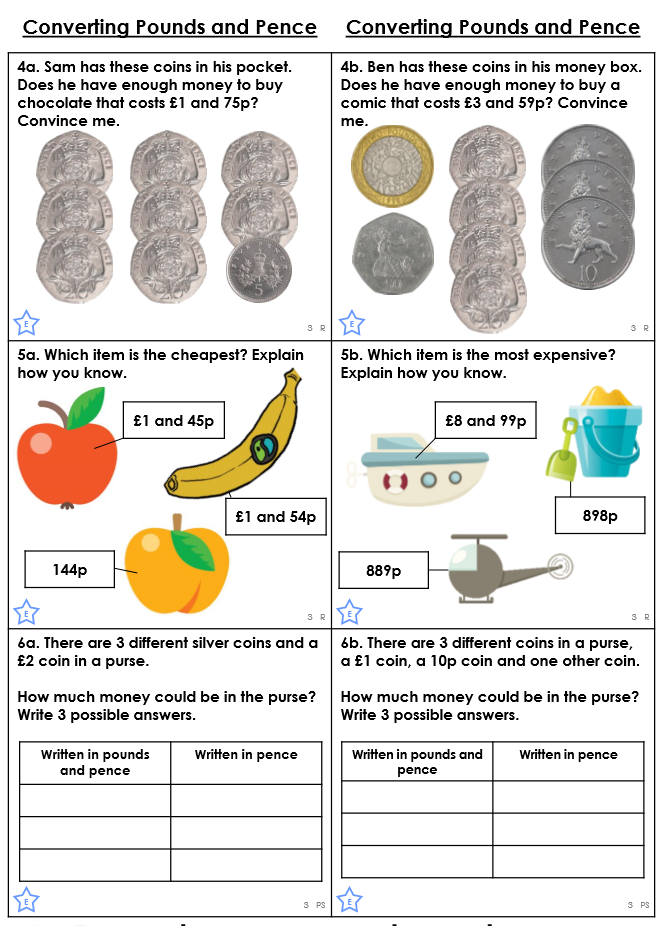 Converting Pounds and Pence
Converting Pounds and Pence
4a. Sam has these coins in his pocket.
Does he have enough money to buy
chocolate that costs £1 and 75p?
Convince me.
5
E
S R
4b. Ben has these coins in his money box.
Does he have enough money to buy a
comic that costs £3 and 59p? Convince
me.
10
E
S R
5a. Which item is the cheapest? Explain
how you know.
£1 and 45p
£1 and 54p
144p
E
S R
5b. Which item is the most expensive?
Explain how you know.
£8 and 99p
898p
889p
E
S R
6a. There are 3 different silver coins and a
£2 coin in a purse.
How much money could be in the purse?
Write 3 possible answers.
Written in pounds
and pence
Written in pence
E
S PS
6b. There are 3 different coins in a purse,
a £1 coin, a 10p coin and one other coin.
How much money could be in the purse?
Write 3 possible answers.
Written in pounds and
pence
Written in pence
E
S PS